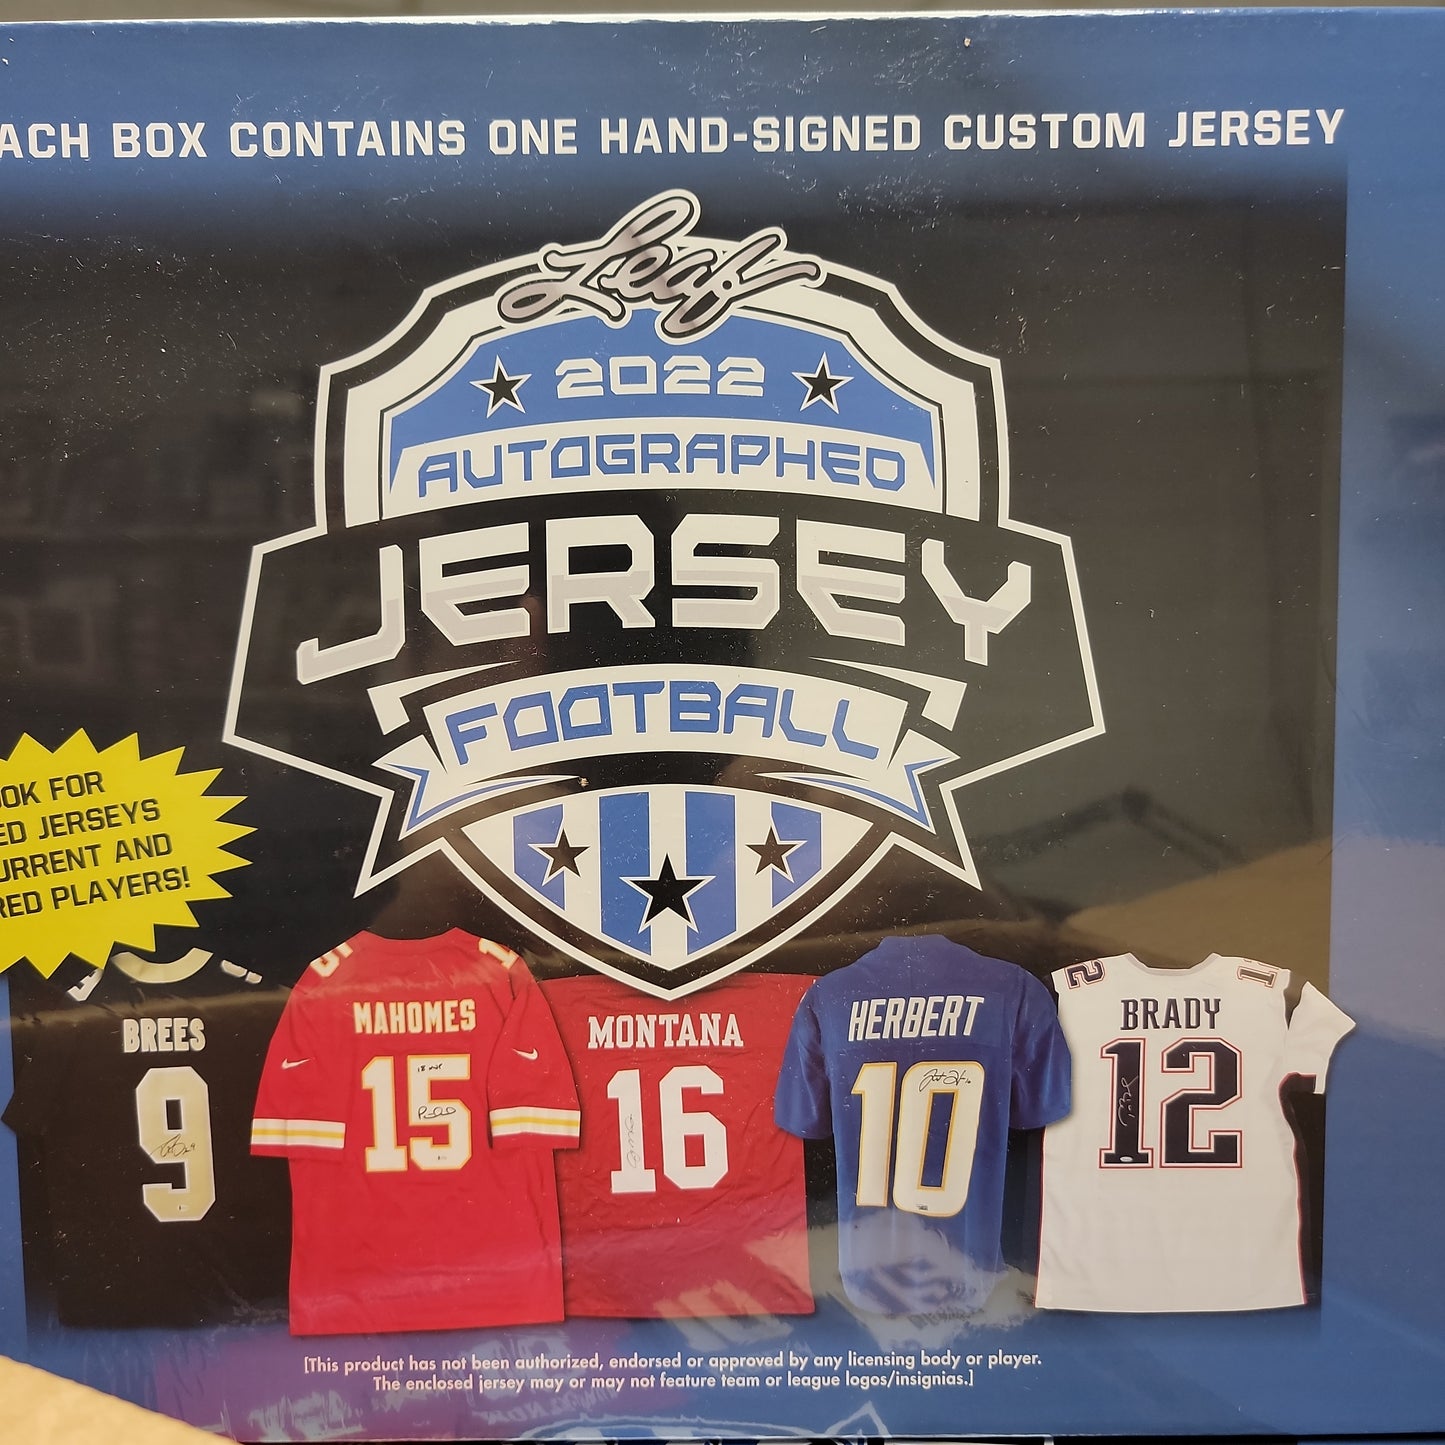 ACH BOX CONTAINS ONE HAND-SIGNED CUSTOM JERSEY
Leaf
2022
AUTOGRAPHED
JERSEY
FOOTBALL
OOK FOR
ED JERSEYS
URRENT AND
RED PLAYERS!
BREES
9
15
MAHOMES
15
MONTANA
16
HERBERT
10
12
BRADY
12
[This product has not been authorized, endorsed or approved by any licensing body or player.
The enclosed jersey may or may not feature team or league logos/insignias.]